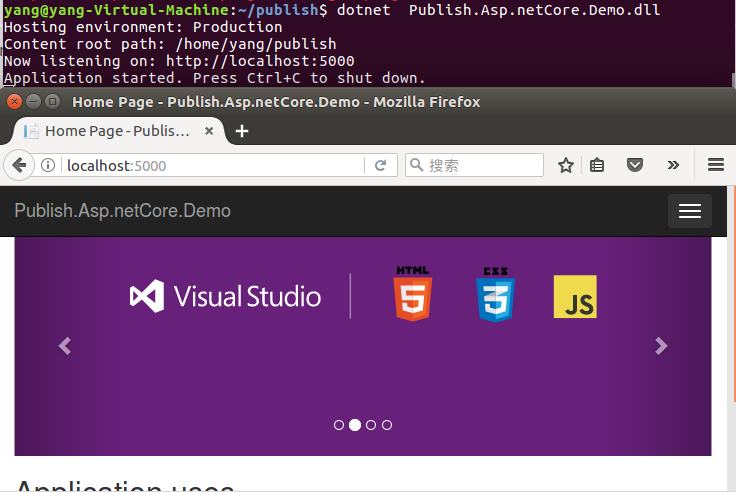 yang@yang-Virtual-Machine:~/publish$ dotnet  Publish.Asp.netCore.Demo.dll
Hosting environment: Production
Content root path: /home/yang/publish
Now listening on: http://localhost:5000
Application started. Press Ctrl+C to shut down.
Home Page - Publish.Asp.netCore.Demo - Mozilla Firefox
Home Page - Publis...
localhost:5000
搜索
Publish.Asp.netCore.Demo
Visual Studio
HTML
5
CSS
3
JS
Application uses